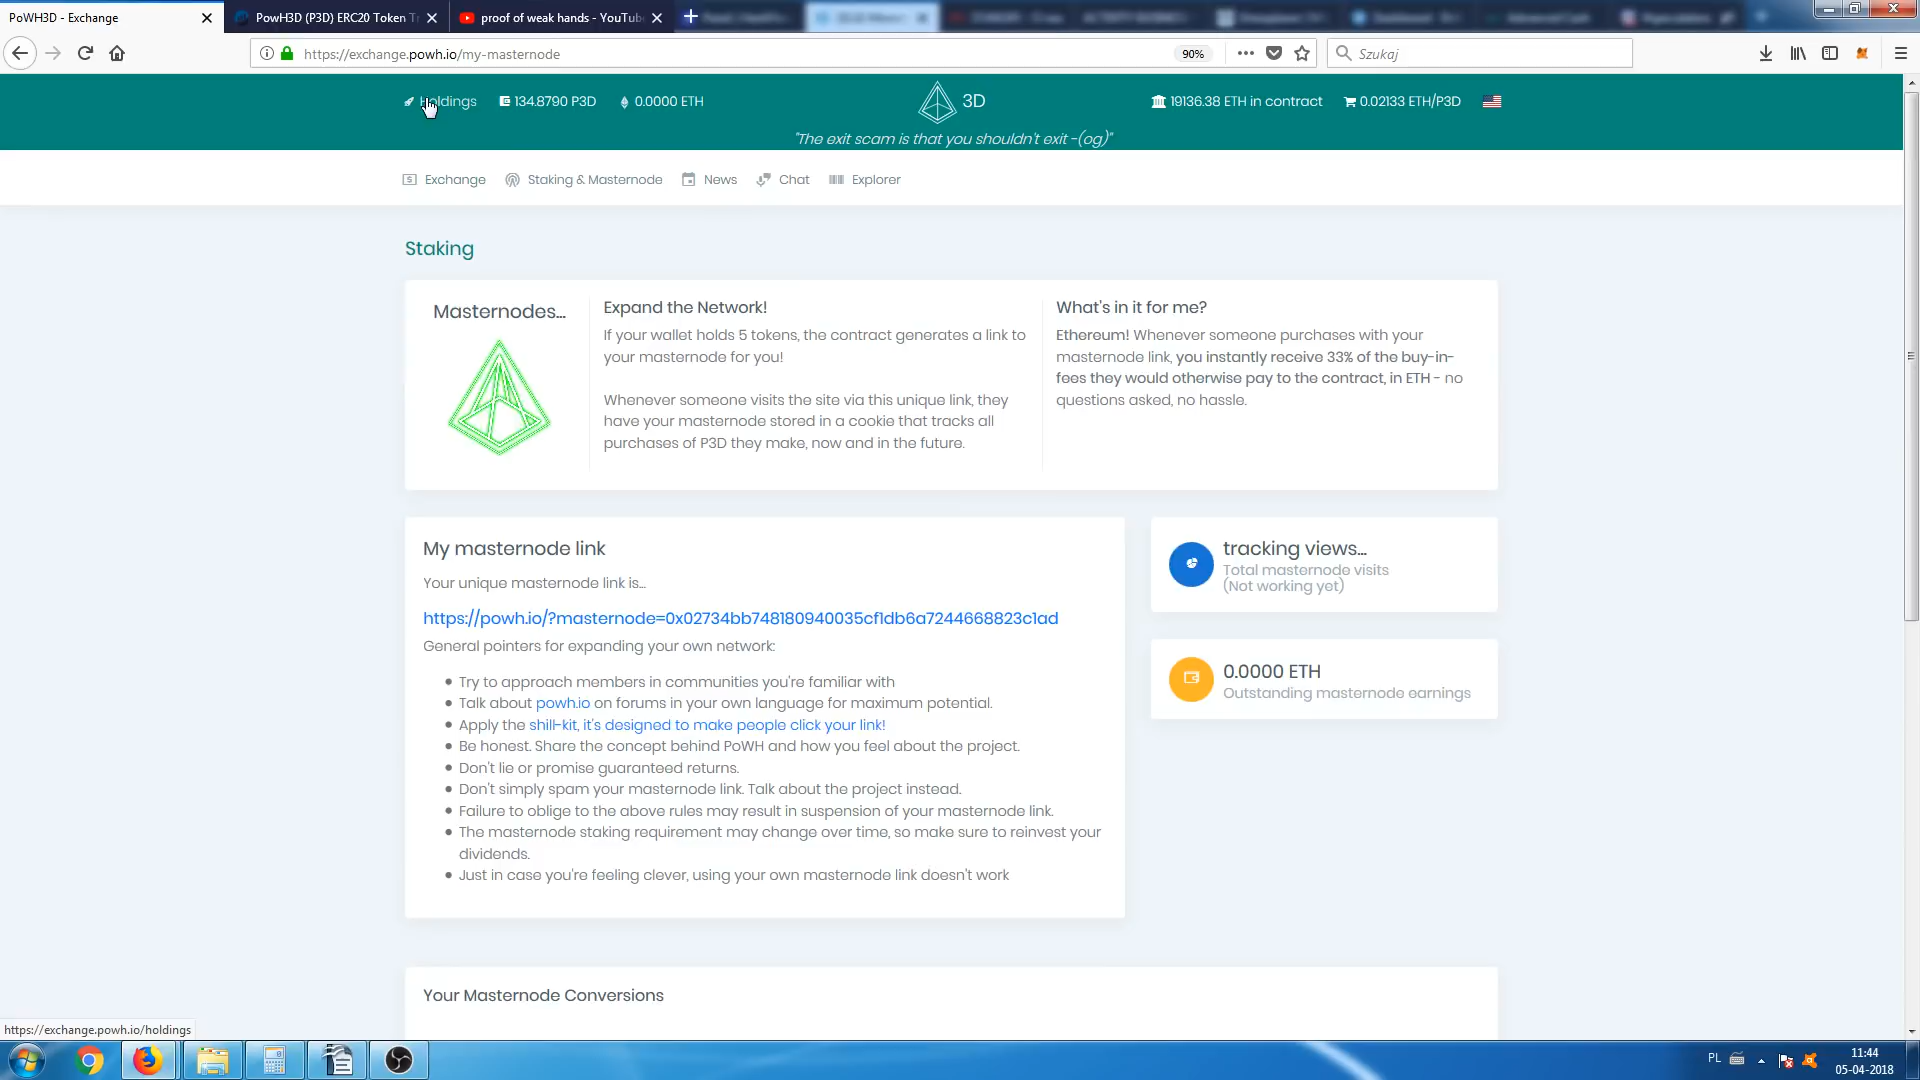 PoWH3D - Exchange
PowH3D (P3D) ERC20 Token Tr
proof of weak hands - YouTube
https://exchange.powh.io/my-masternode
90%
Szukaj
Holdings
134.8790 P3D
0.0000 ETH
3D
19136.38 ETH in contract
0.02133 ETH/P3D
"The exit scam is that you shouldn't exit -(og)"
Exchange
Staking & Masternode
News
Chat
Explorer
Staking
Masternodes...
Expand the Network!
If your wallet holds 5 tokens, the contract generates a link to
your masternode for you!
Whenever someone visits the site via this unique link, they
have your masternode stored in a cookie that tracks all
purchases of P3D they make, now and in the future.
What's in it for me?
Ethereum! Whenever someone purchases with your
masternode link, you instantly receive 33% of the buy-in-
fees they would otherwise pay to the contract, in ETH - no
questions asked, no hassle.
My masternode link
Your unique masternode link is...
https://powh.io/?masternode=0x02734bb748180940035cf1db6a7244668823c1ad
General pointers for expanding your own network:
Try to approach members in communities you're familiar with
Talk about powh.io on forums in your own language for maximum potential.
Apply the shill-kit, it's designed to make people click your link!
Be honest. Share the concept behind PoWH and how you feel about the project.
Don't lie or promise guaranteed returns.
Don't simply spam your masternode link. Talk about the project instead.
Failure to oblige to the above rules may result in suspension of your masternode link.
The masternode staking requirement may change over time, so make sure to reinvest your
dividends.
Just in case you're feeling clever, using your own masternode link doesn't work
tracking views...
Total masternode visits
(Not working yet)
0.0000 ETH
Outstanding masternode earnings
Your Masternode Conversions
https://exchange.powh.io/holdings
PL
11:44
05-04-2018